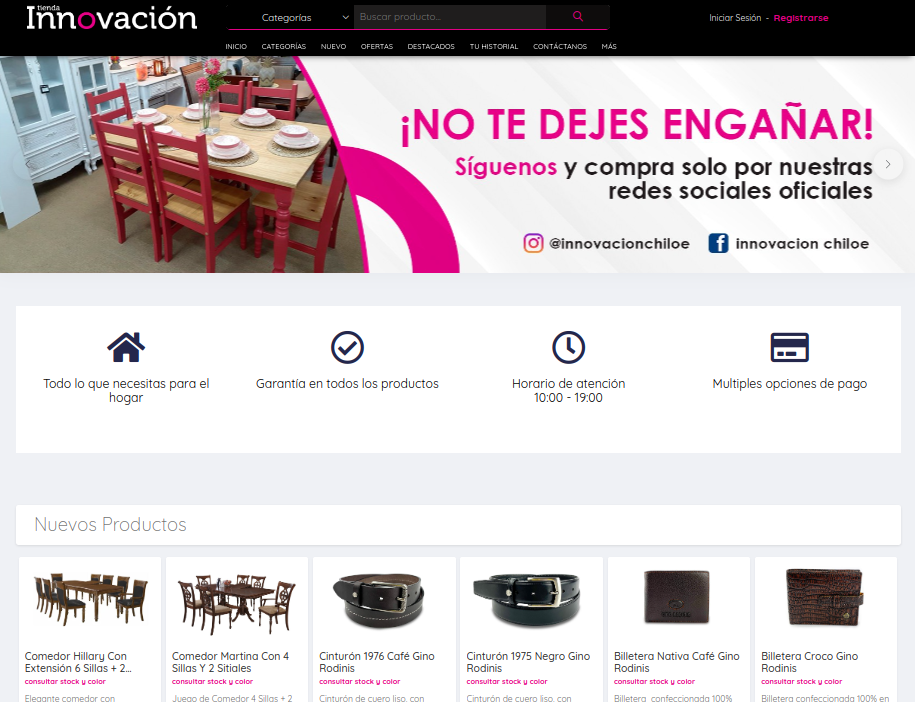 tienda
Innovación
Categorías
Buscar producto...
Iniciar Sesión - Registrarse
INICIO CATEGORÍAS NUEVO OFERTAS DESTACADOS TU HISTORIAL CONTÁCTANOS MÁS
¡NO TE DEJES ENGAÑAR!
Síguenos y compra solo por nuestras
redes sociales oficiales
@innovacionchiloe innovacion chiloe
Todo lo que necesitas para el
hogar
Garantía en todos los productos
Horario de atención
10:00 - 19:00
Multiples opciones de pago
Nuevos Productos
Comedor Hillary Con
Extensión 6 Sillas + 2...
consultar stock y color
Elegante comedor con
Comedor Martina Con 4
Sillas Y 2 Sitiales
consultar stock y color
Juego de Comedor 4 Sillas + 2
Cinturón 1976 Café Gino
Rodinis
consultar stock y color
Cinturón de cuero liso, con
Cinturón 1975 Negro Gino
Rodinis
consultar stock y color
Cinturón de cuero liso, con
Billetera Nativa Café Gino
Rodinis
consultar stock y color
Billetera confeccionada 100%
Billetera Croco Gino
Rodinis
consultar stock y color
Billetera confeccionada 100% en